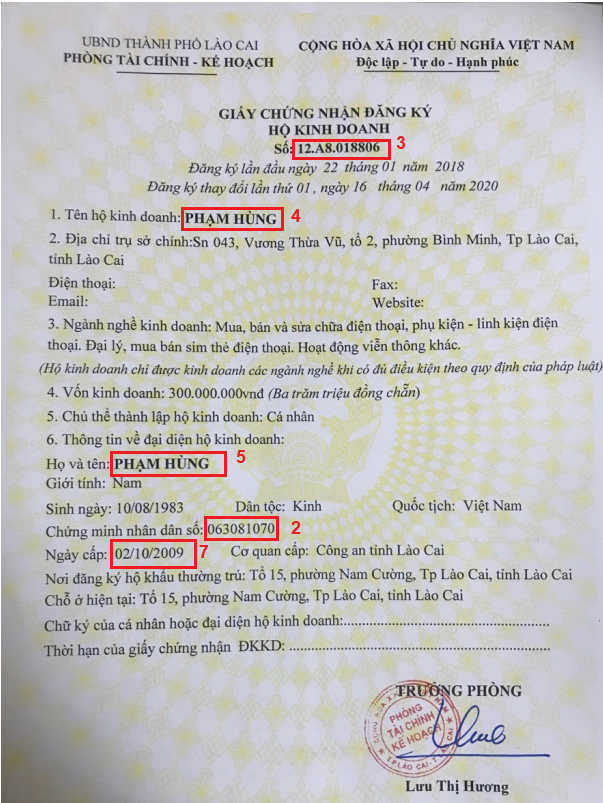 UBND THÀNH PHỐ LÀO CAI
PHÒNG TÀI CHÍNH - KẾ HOẠCH
CỘNG HÒA XÃ HỘI CHỦ NGHĨA VIỆT NAM
Độc lập - Tự do - Hạnh phúc
GIẤY CHỨNG NHẬN ĐĂNG KÝ
HỘ KINH DOANH
Số: 12.A8.018806 3
Đăng ký lần đầu ngày 22 tháng 01 năm 2018
Đăng ký thay đổi lần thứ 01, ngày 16 tháng 04 năm 2020
1. Tên hộ kinh doanh: PHẠM HÙNG 4
2. Địa chỉ trụ sở chính:Sn 043, Vương Thừa Vũ, tổ 2, phường Bình Minh, Tp Lào Cai,
tỉnh Lào Cai
Điện thoại: Fax:
Email: Website:
3. Ngành nghề kinh doanh: Mua, bán và sửa chữa điện thoại, phụ kiện - linh kiện điện
thoại. Đại lý, mua bán sim thẻ điện thoại. Hoạt động viễn thông khác.
(Hộ kinh doanh chỉ được kinh doanh các ngành nghề khi có đủ điều kiện theo quy định của pháp luật)
4. Vốn kinh doanh: 300.000.000vnđ (Ba trăm triệu đồng chẵn)
5. Chủ thể thành lập hộ kinh doanh: Cá nhân
6. Thông tin về đại diện hộ kinh doanh:
Họ và tên: PHẠM HÙNG 5
Giới tính: Nam
Sinh ngày: 10/08/1983 Dân tộc: Kinh Quốc tịch: Việt Nam
Chứng minh nhân dân số: 063081070 2
Ngày cấp: 02/10/2009 7 Cơ quan cấp: Công an tỉnh Lào Cai
Nơi đăng ký hộ khẩu thường trú: Tổ 15, phường Nam Cường, Tp Lào Cai, tỉnh Lào Cai
Chỗ ở hiện tại: Tổ 15, phường Nam Cường, Tp Lào Cai, tỉnh Lào Cai
Chữ ký của cá nhân hoặc đại diện hộ kinh doanh:
Thời hạn của giấy chứng nhận ĐKKD:
TRƯỞNG PHÒNG
PHÒNG
TÀI CHÍNH
KẾ HOẠCH
Lưu Thị Hương